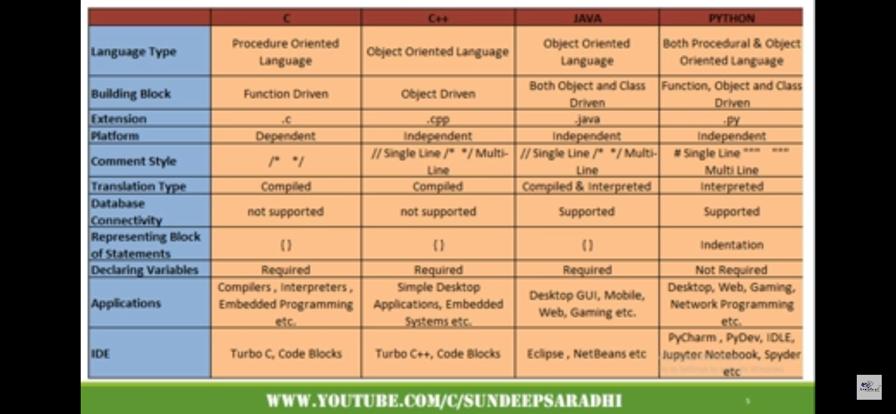 C C++ JAVA PYTHON
Language Type Procedure Oriented Language Object Oriented Language Object Oriented Language Both Procedural & Object Oriented Language
Building Block Function Driven Object Driven Both Object and Class Driven Function, Object and Class Driven
Extension .c .cpp .java .py
Platform Dependent Independent Independent Independent
Comment Style /* */ // Single Line /* */ Multi-Line // Single Line /* */ Multi-Line # Single Line """ """ Multi Line
Translation Type Compiled Compiled Compiled & Interpreted Interpreted
Database Connectivity not supported not supported Supported Supported
Representing Block of Statements { } { } { } Indentation
Declaring Variables Required Required Required Not Required
Applications Compilers , Interpreters , Embedded Programming etc. Simple Desktop Applications, Embedded Systems etc. Desktop GUI, Mobile, Web, Gaming etc. Desktop, Web, Gaming, Network Programming etc.
IDE Turbo C, Code Blocks Turbo C++, Code Blocks Eclipse , NetBeans etc PyCharm , PyDev, IDLE, Jupyter Notebook, Spyder etc
WWW.YOUTUBE.COM/C/SUNDEEPSARADHI
5